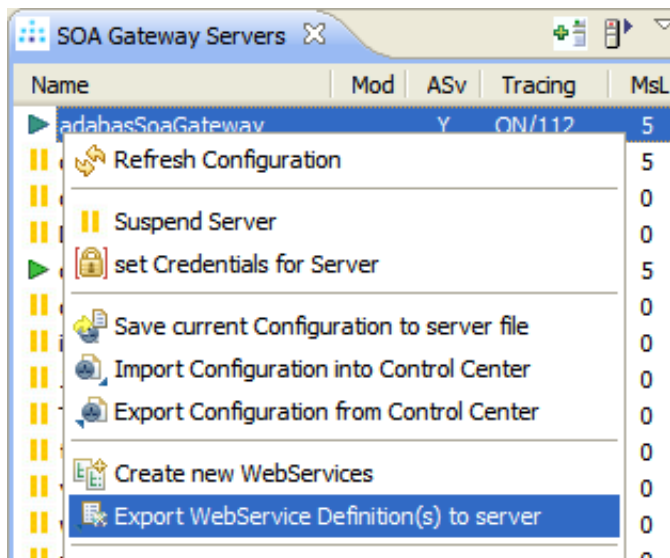 SOA Gateway Servers
Name Mod ASv Tracing MsL
adabasSoaGateway Y ON/112 5
Refresh Configuration 5
0
Suspend Server 0
set Credentials for Server 5
0
Save current Configuration to server file 0
Import Configuration into Control Center 0
Export Configuration from Control Center 0
0
Create new WebServices 0
Export WebService Definition(s) to server 0